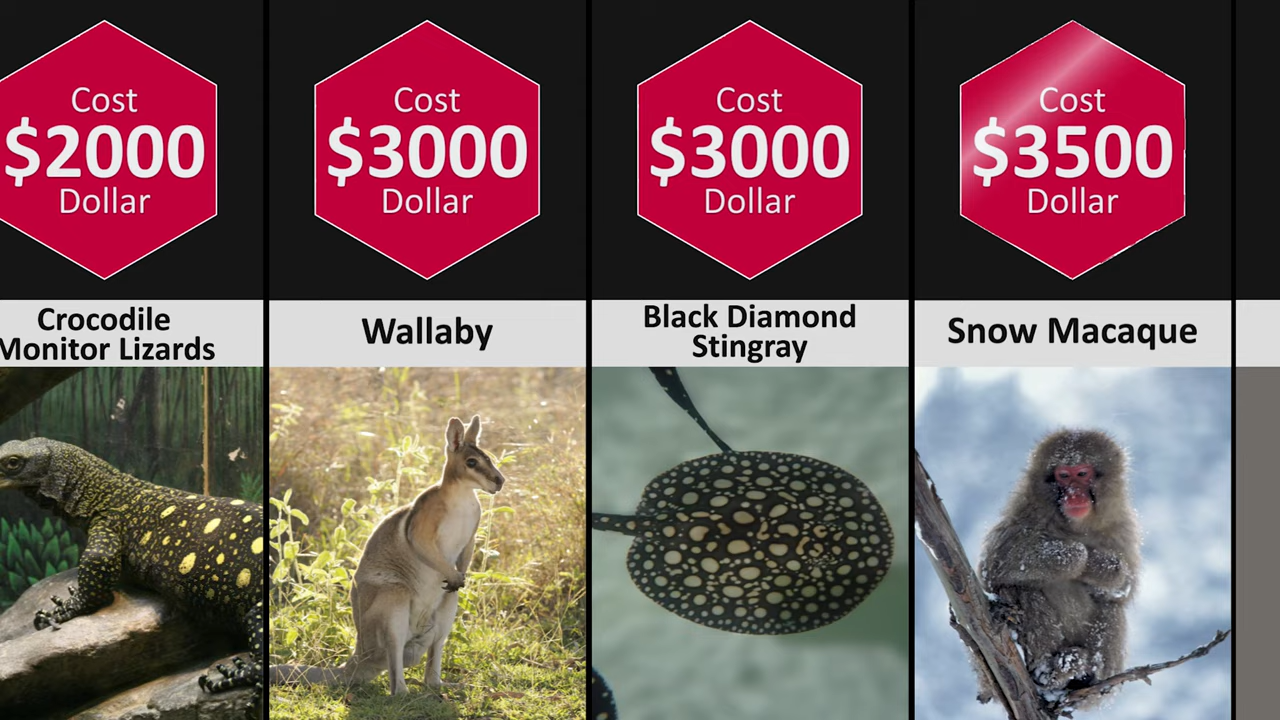 Cost
$2000
Dollar
Crocodile
Monitor Lizards
Cost
$3000
Dollar
Wallaby
Cost
$3000
Dollar
Black Diamond
Stingray
Cost
$3500
Dollar
Snow Macaque